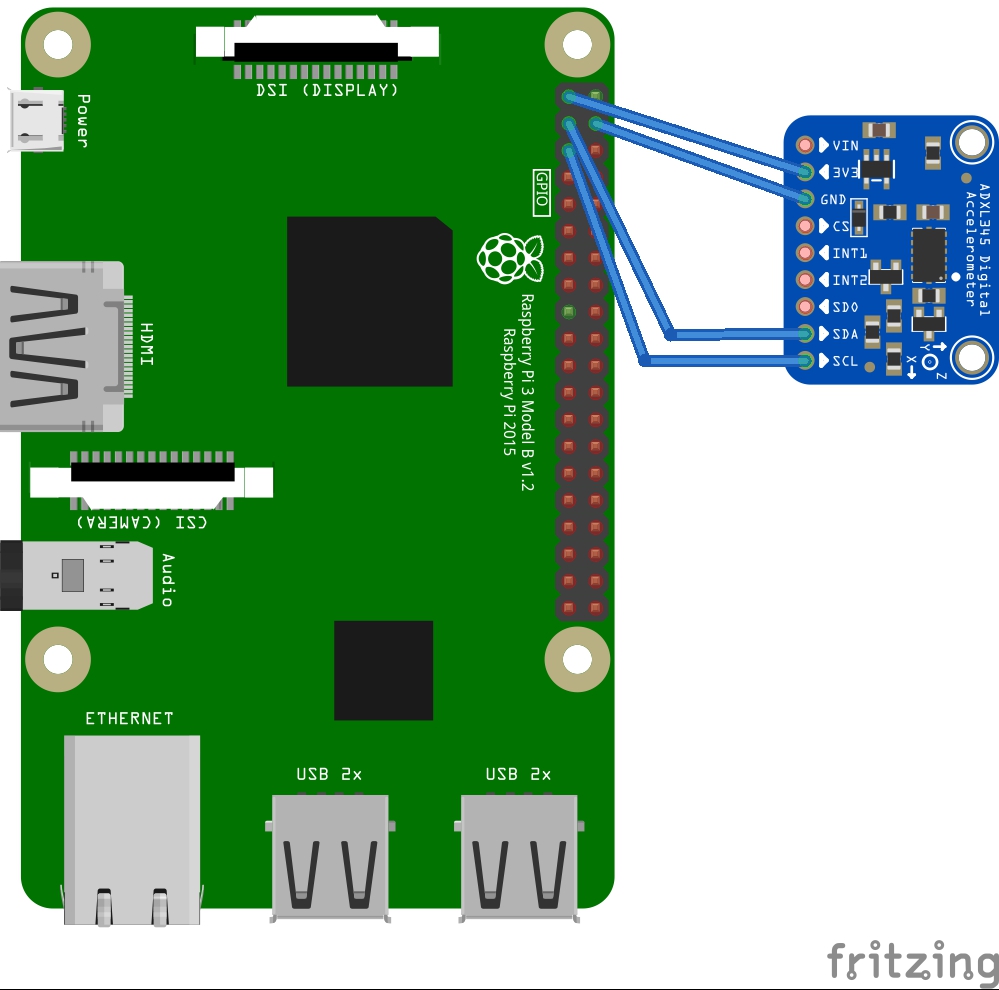 DSI (DISPLAY)
Power
HDMI
CSI (CAMERA)
Audio
ETHERNET
USB 2x
USB 2x
GPIO
Raspberry Pi 3 Model B v1.2
Raspberry Pi 2015
VIN
3V3
GND
CS
INT1
INT2
SD0
SDA
SCL
ADXL345 Digital
Accelerometer
Y
X
Z
fritzing